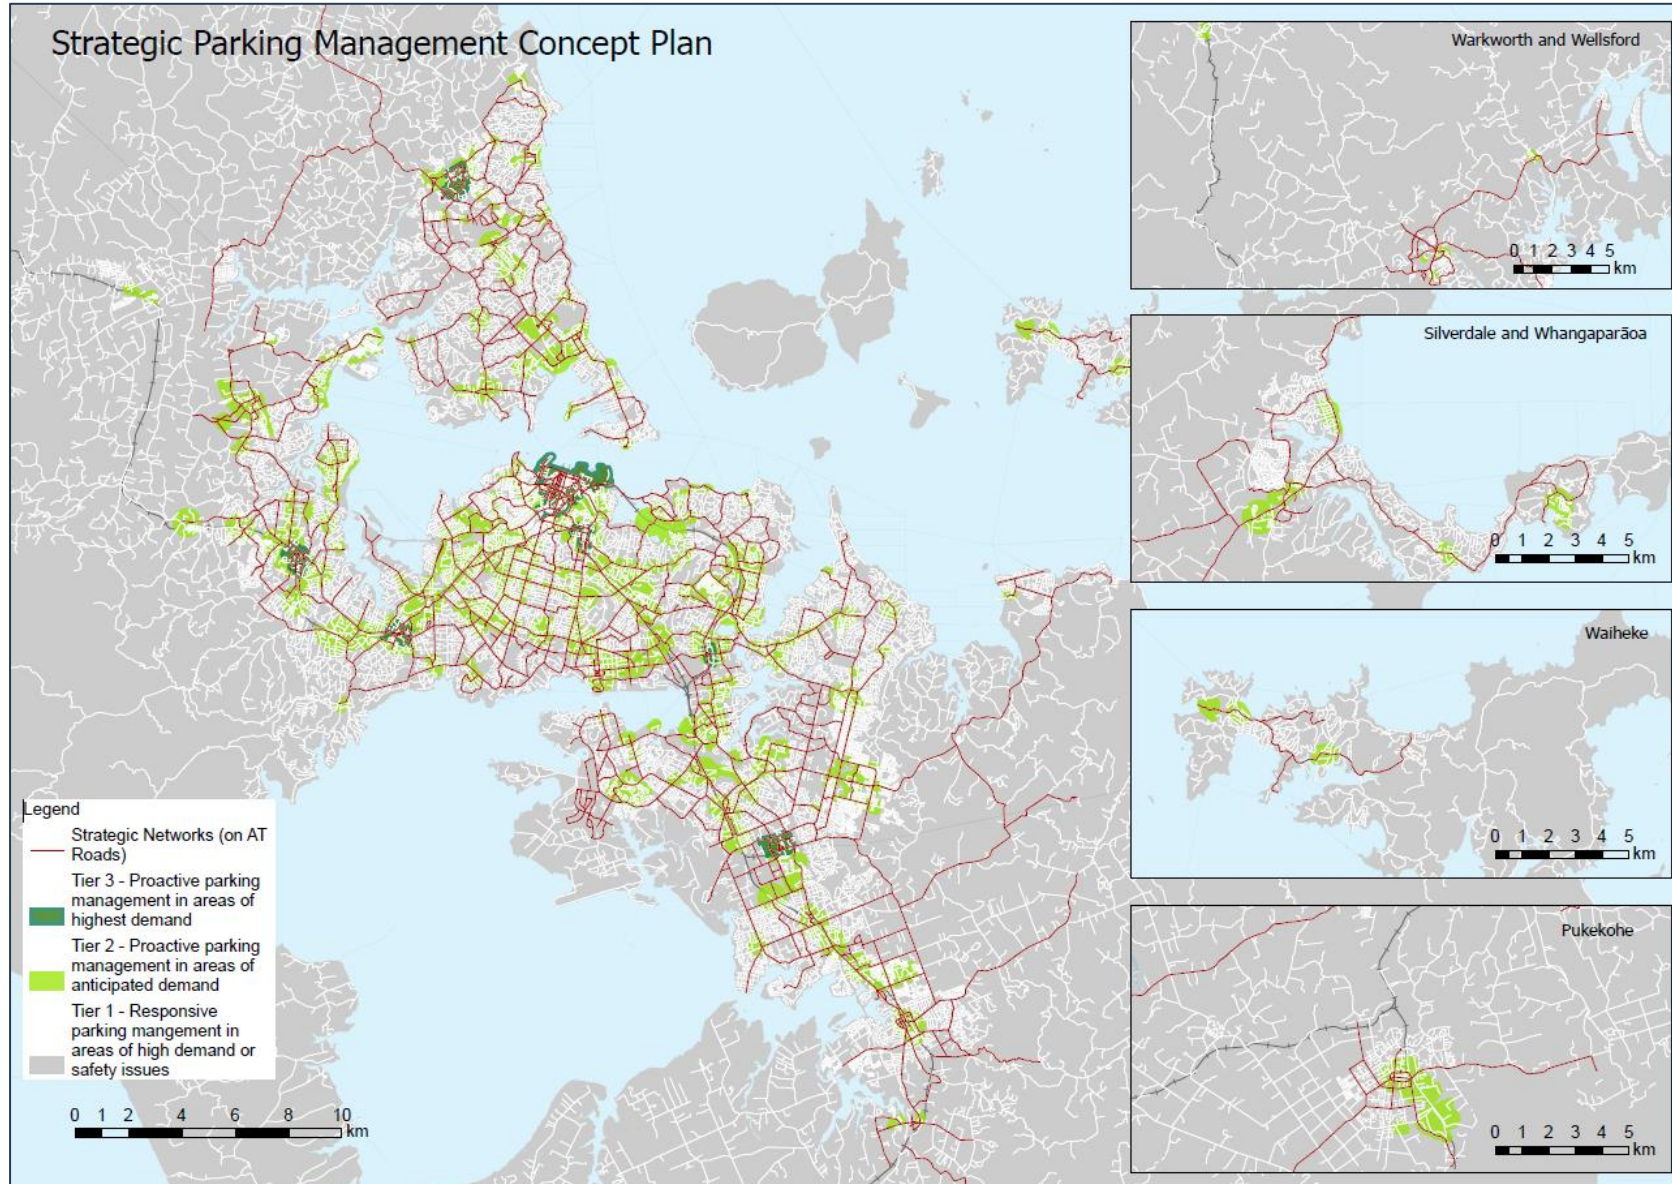 Strategic Parking Management Concept Plan
Warkworth and Wellsford
0 1 2 3 4 5
km
Silverdale and Whangaparāoa
0 1 2 3 4 5
km
Waiheke
0 1 2 3 4 5
km
Pukekohe
0 1 2 3 4 5
km
Legend
Strategic Networks (on AT
Roads)
Tier 3 - Proactive parking
management in areas of
highest demand
Tier 2 - Proactive parking
management in areas of
anticipated demand
Tier 1 - Responsive
parking mangement in
areas of high demand or
safety issues
0 1 2 4 6 8 10
km